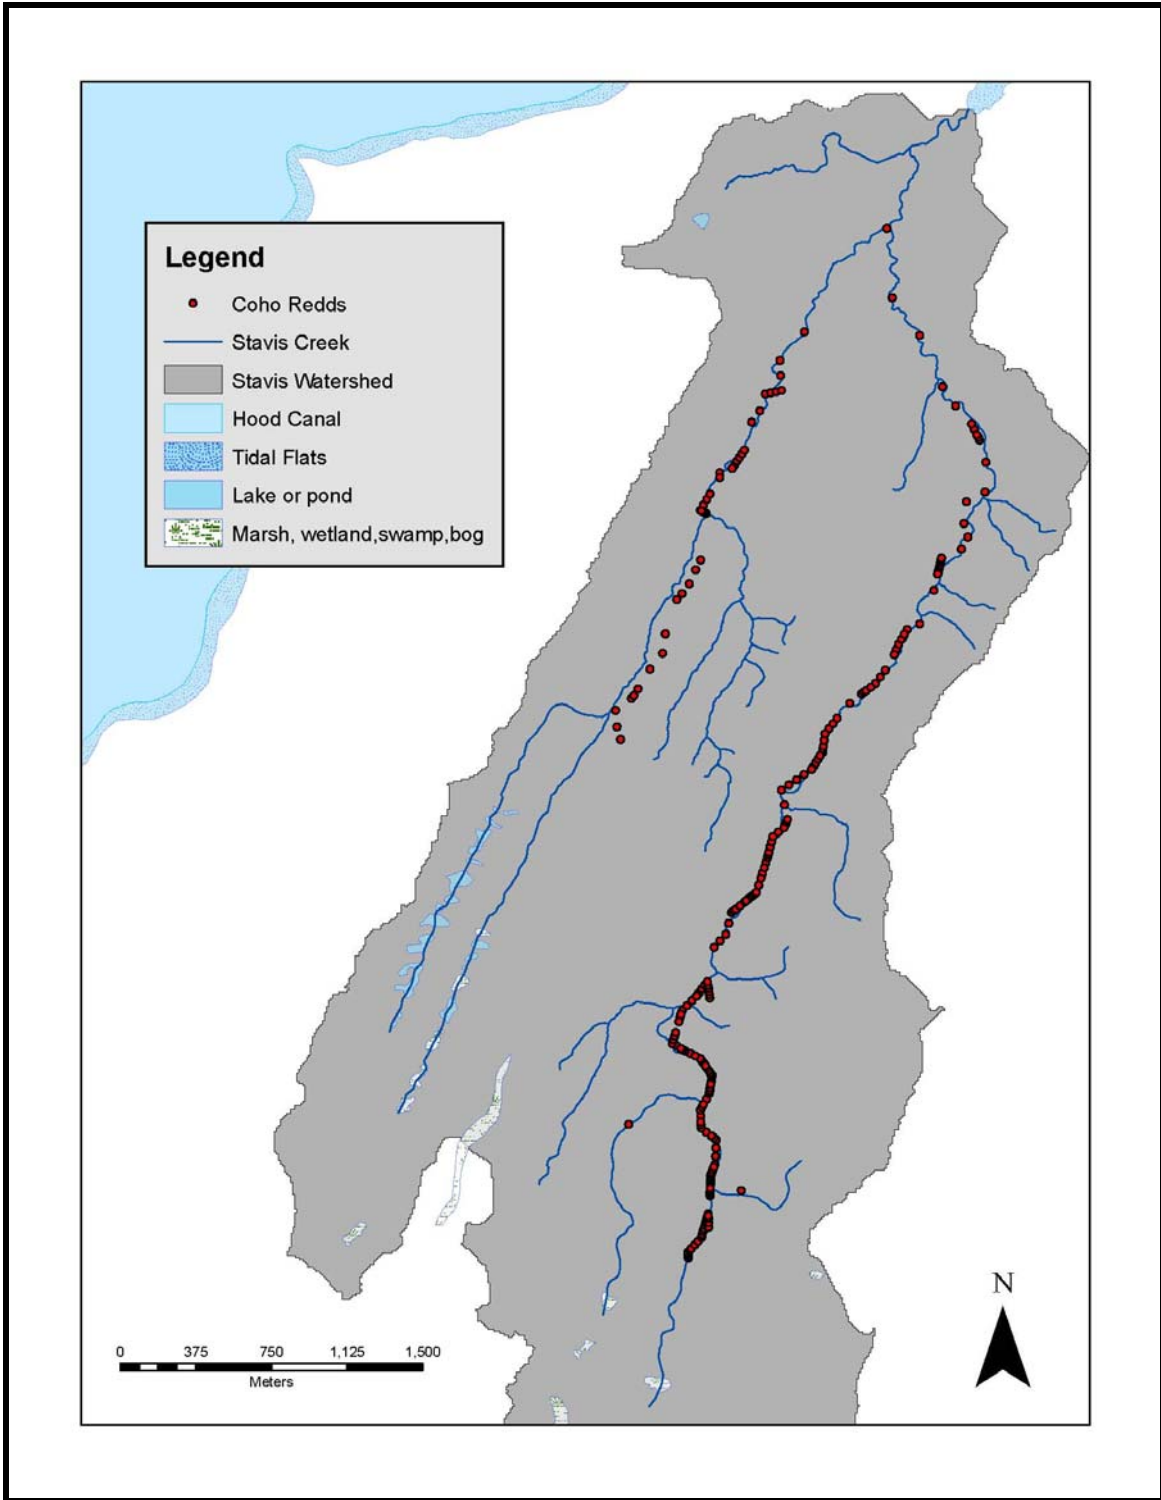 Legend
Coho Redds
Stavis Creek
Stavis Watershed
Hood Canal
Tidal Flats
Lake or pond
Marsh, wetland,swamp,bog
N
0 375 750 1,125 1,500
Meters